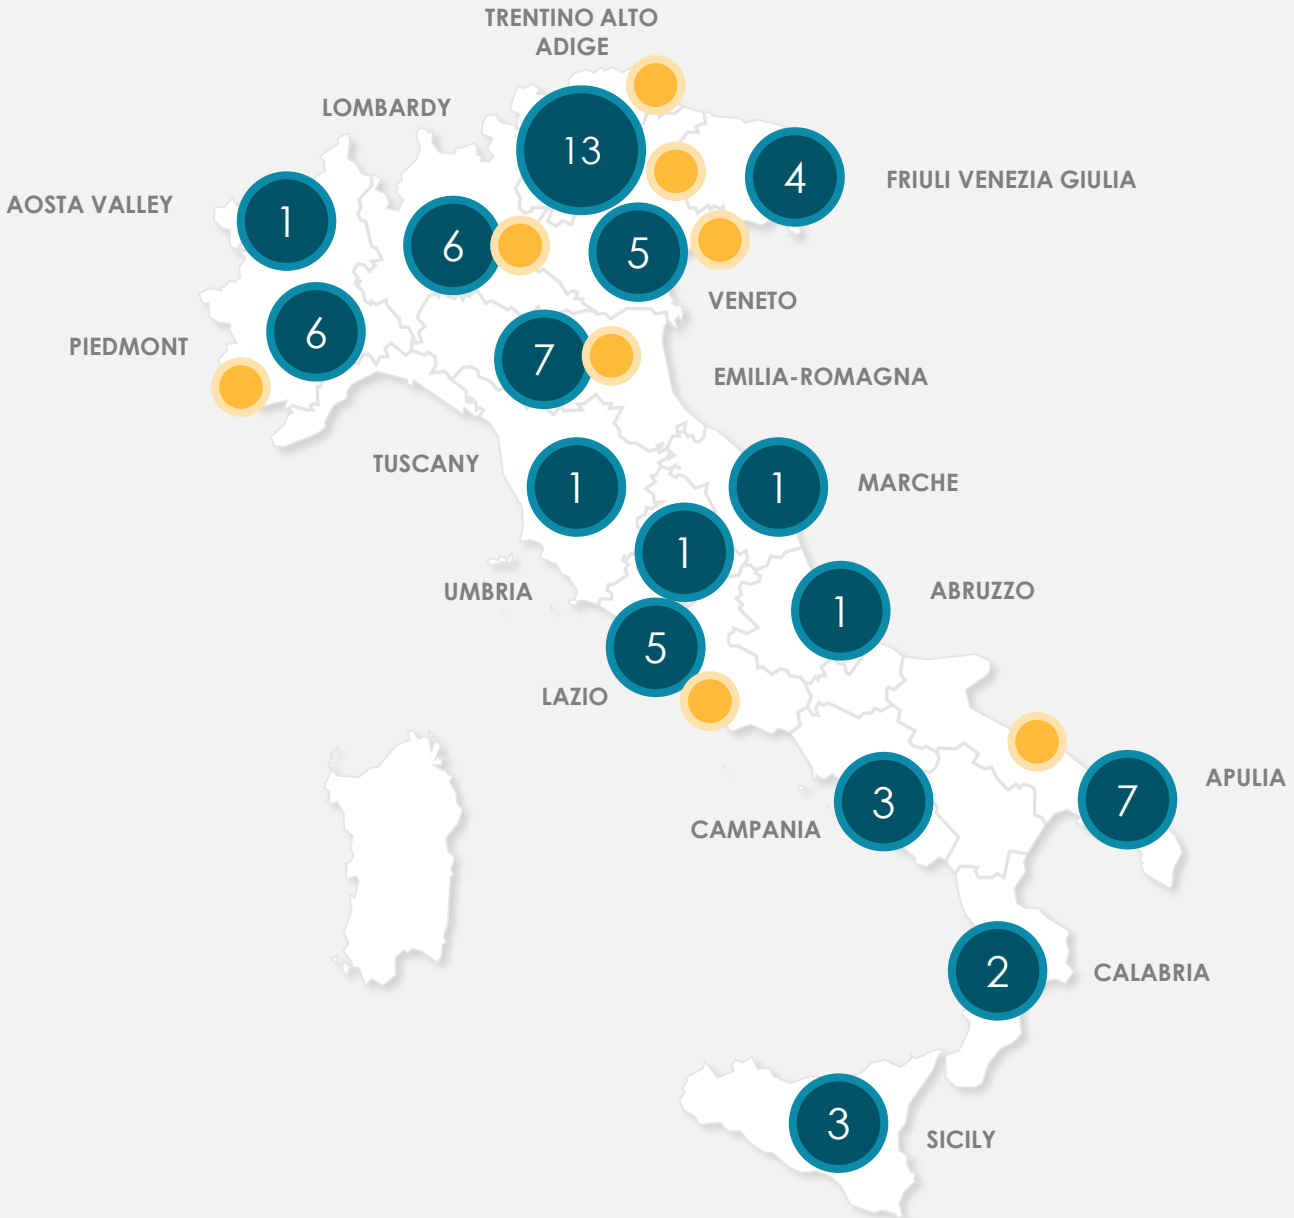 TRENTINO ALTO
ADIGE
LOMBARDY
13
4
FRIULI VENEZIA GIULIA
AOSTA VALLEY
1
6
5
VENETO
PIEDMONT
6
7
EMILIA-ROMAGNA
TUSCANY
1
1
MARCHE
1
UMBRIA
1
ABRUZZO
5
LAZIO
3
7
APULIA
CAMPANIA
2
CALABRIA
3
SICILY